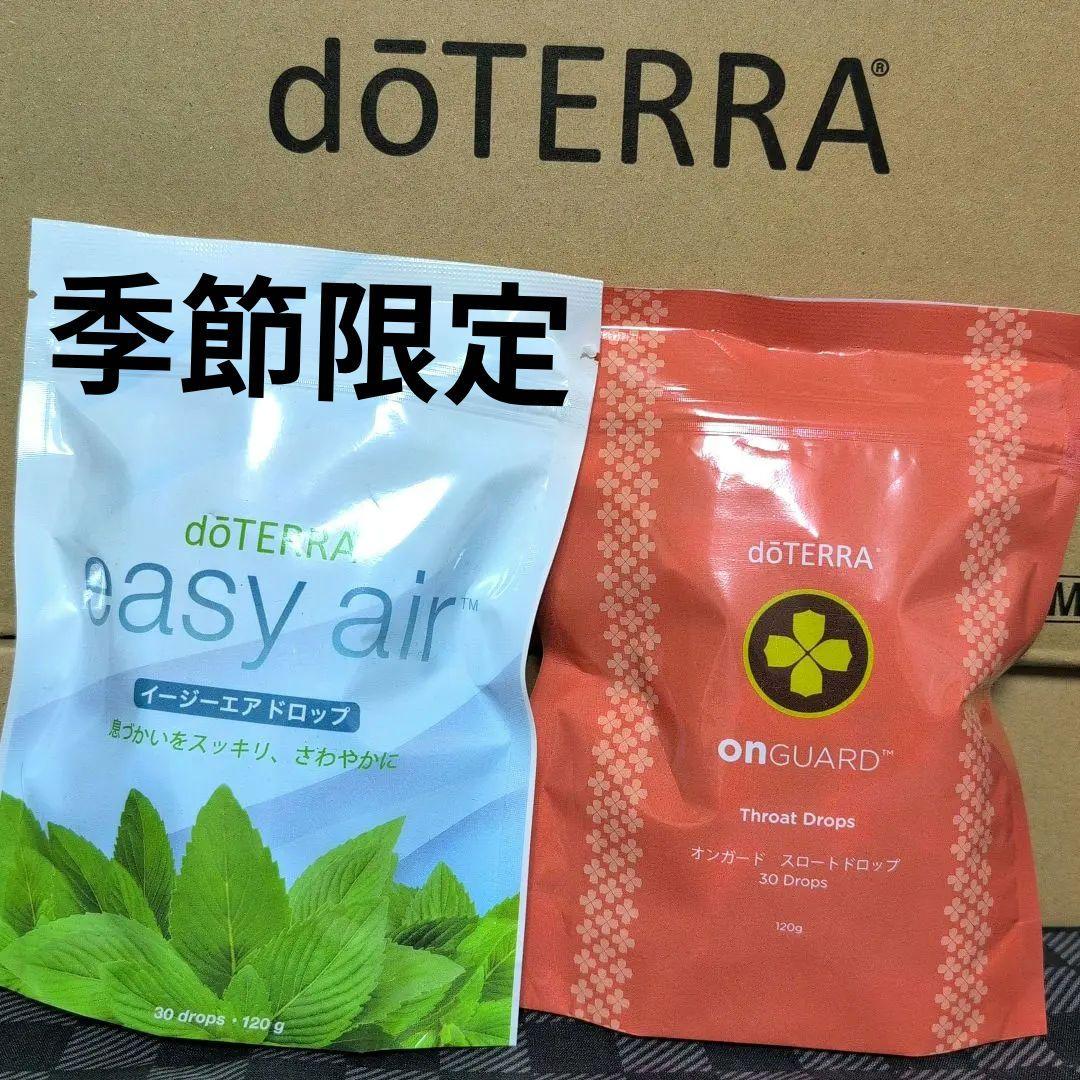 dōTERRA®
季節限定
dōTERRA
easy air™
イージーエアドロップ
息づかいをスッキリ、さわやかに
30 drops・120 g
dōTERRA
onGUARD™
Throat Drops
オンガード　スロートドロップ
30 Drops
120g
M